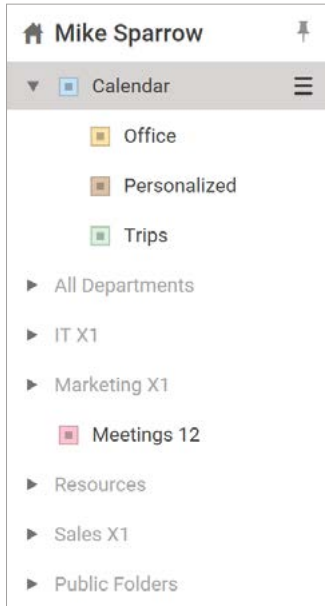 Mike Sparrow
Calendar
Office
Personalized
Trips
All Departments
IT X1
Marketing X1
Meetings 12
Resources
Sales X1
Public Folders